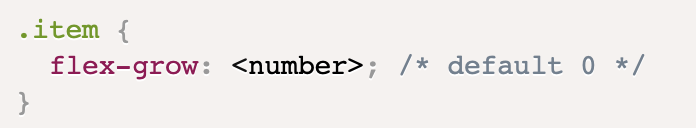 .item {
  flex-grow: <number>; /* default 0 */
}